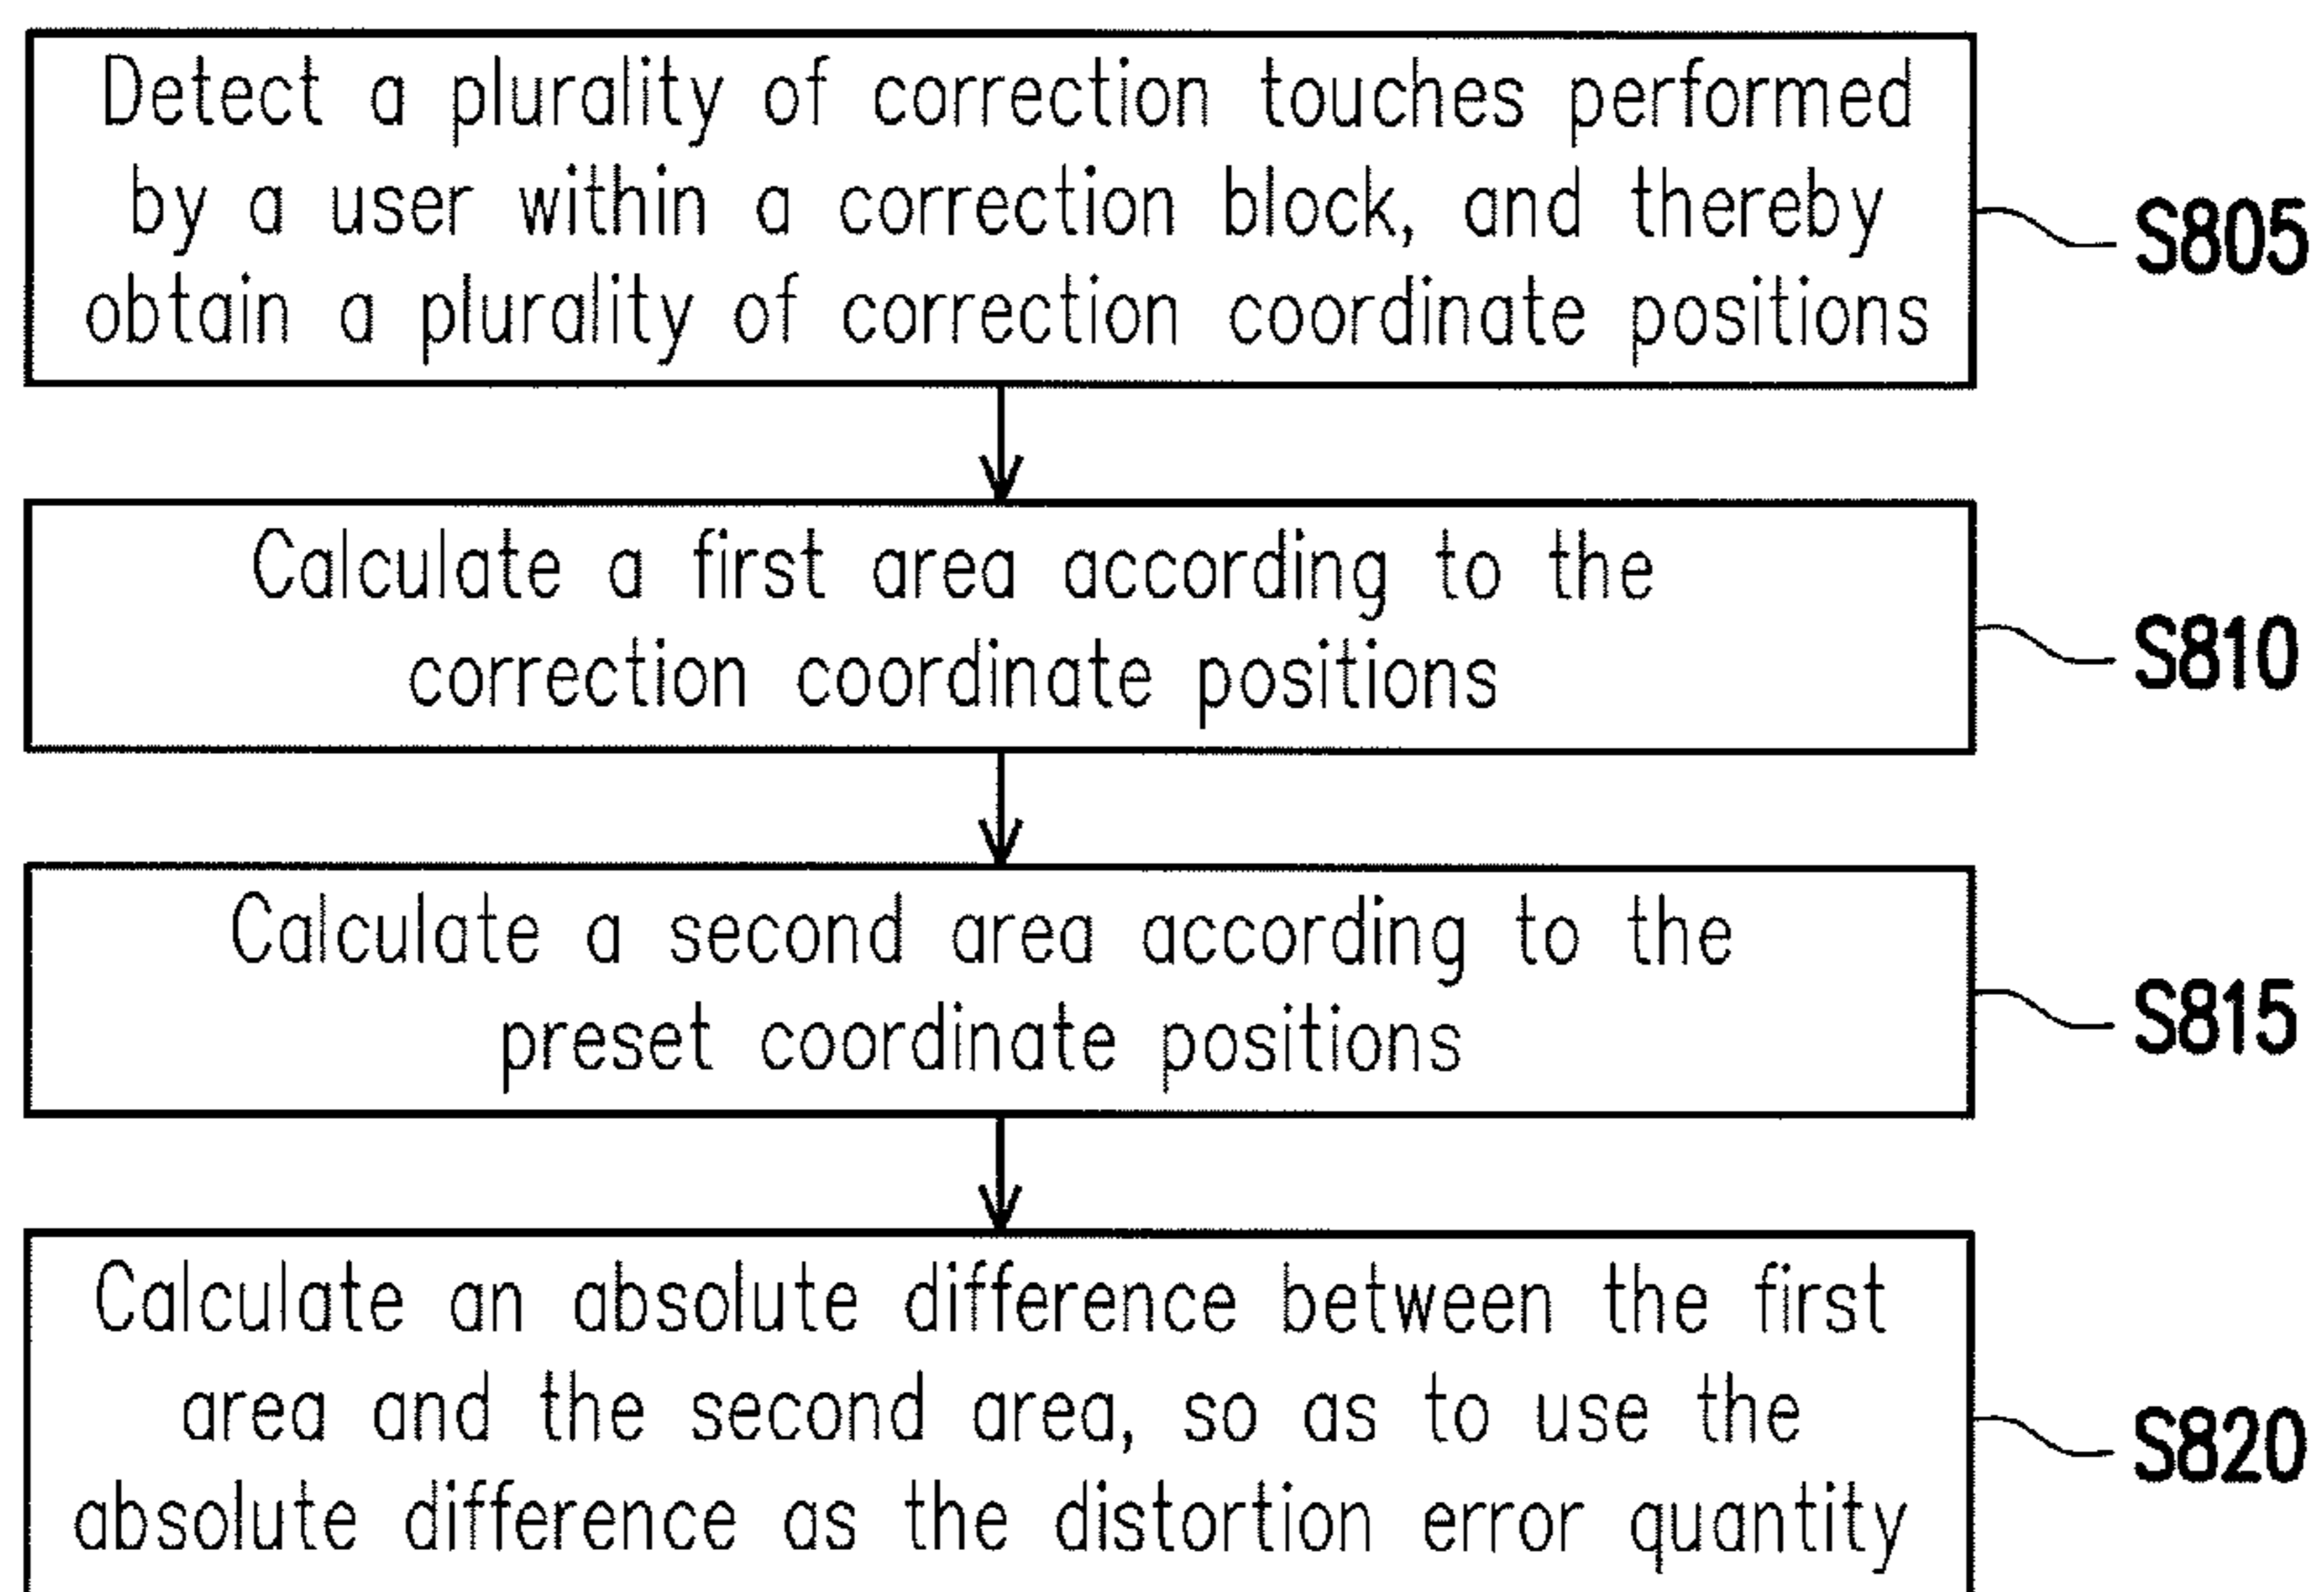 Detect a plurality of correction touches performed
by a user within a correction block, and thereby
obtain a plurality of correction coordinate positions
S805
Calculate a first area according to the
correction coordinate positions
S810
Calculate a second area according to the
preset coordinate positions
S815
Calculate an absolute difference between the first
area and the second area, so as to use the
absolute difference as the distortion error quantity
S820